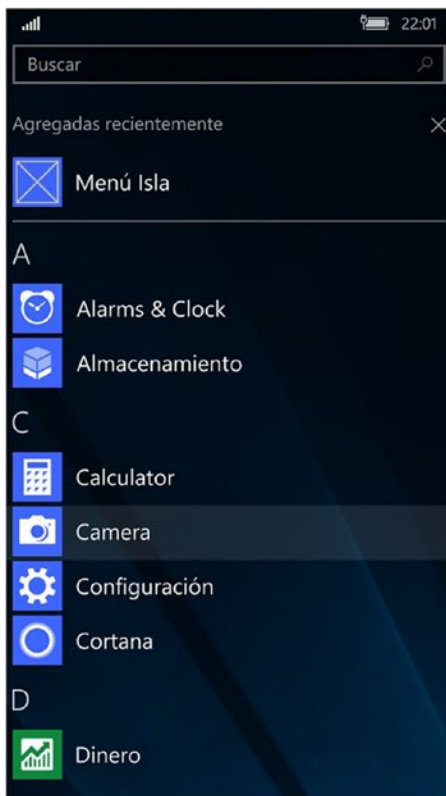 22:01
Buscar
Agregadas recientemente
Menú Isla
A
Alarms & Clock
Almacenamiento
C
Calculator
Camera
Configuración
Cortana
D
Dinero